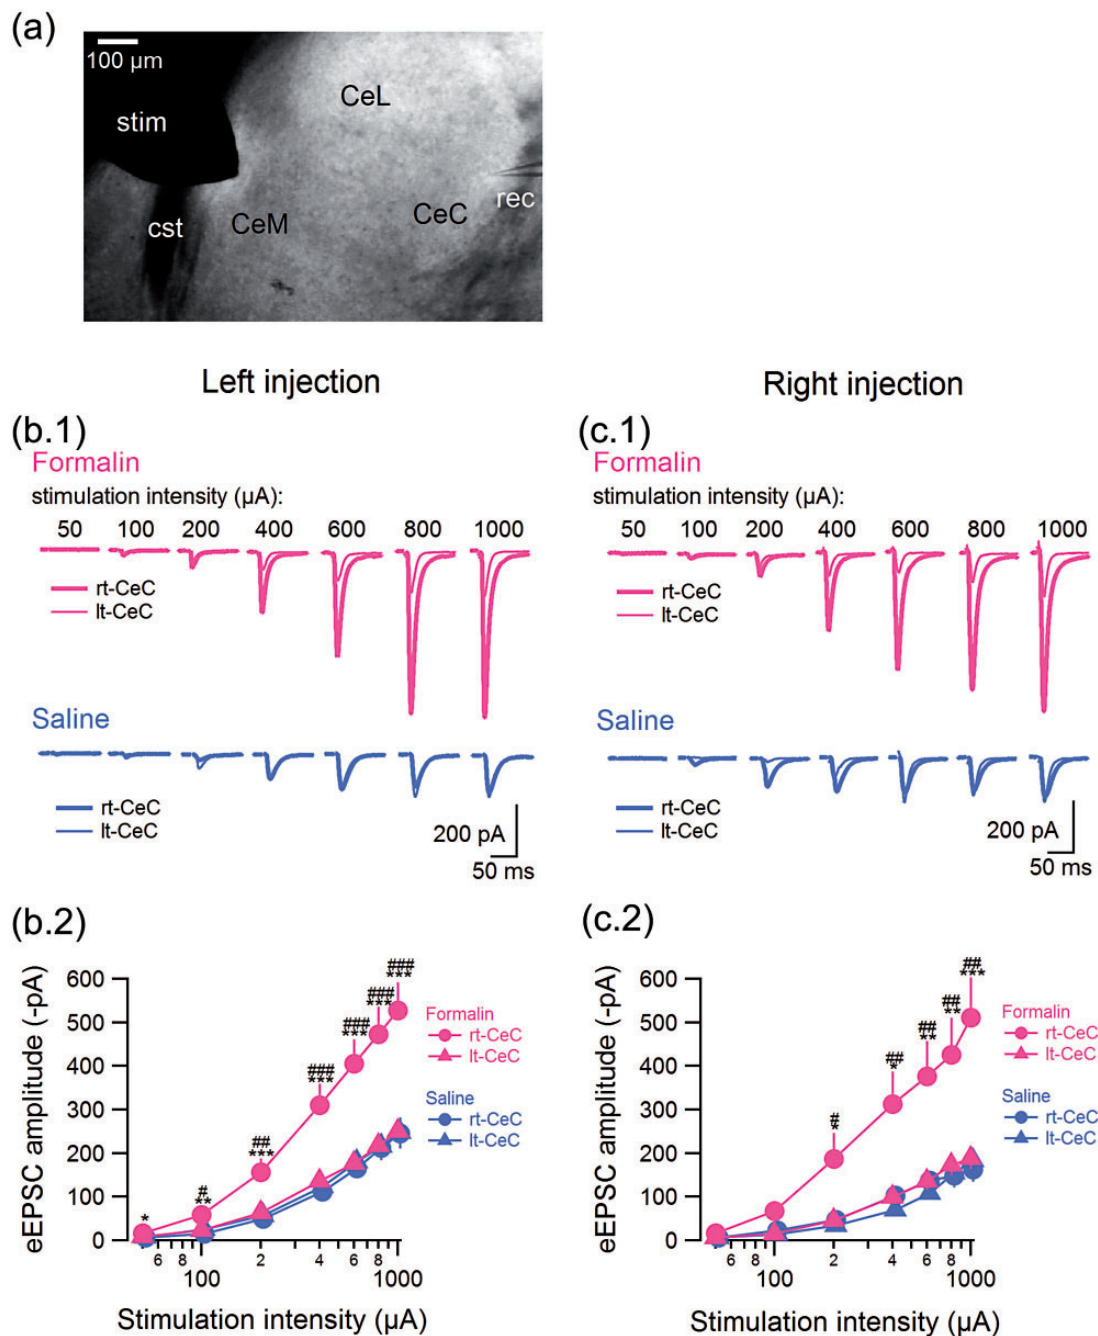 (a)
100 µm
CeL
stim
rec
CeC
cst
CeM
Left injection
Right injection
(b.1)
Formalin
stimulation intensity (µA):
50 100 200 400 600 800 1000
rt-CeC
lt-CeC
Saline
rt-CeC
lt-CeC
200 pA
50 ms
(c.1)
Formalin
stimulation intensity (µA):
50 100 200 400 600 800 1000
rt-CeC
lt-CeC
Saline
rt-CeC
lt-CeC
200 pA
50 ms
(b.2)
eEPSC amplitude (-pA)
600
500
400
300
200
100
0
*
#
**
##
***
###
***
###
***
###
***
###
***
Formalin
rt-CeC
lt-CeC
Saline
rt-CeC
lt-CeC
6 8 2 4 6 8
100 1000
Stimulation intensity (µA)
(c.2)
eEPSC amplitude (-pA)
600
500
400
300
200
100
0
#
*
##
*
##
**
##
**
##
***
Formalin
rt-CeC
lt-CeC
Saline
rt-CeC
lt-CeC
6 8 2 4 6 8
100 1000
Stimulation intensity (µA)